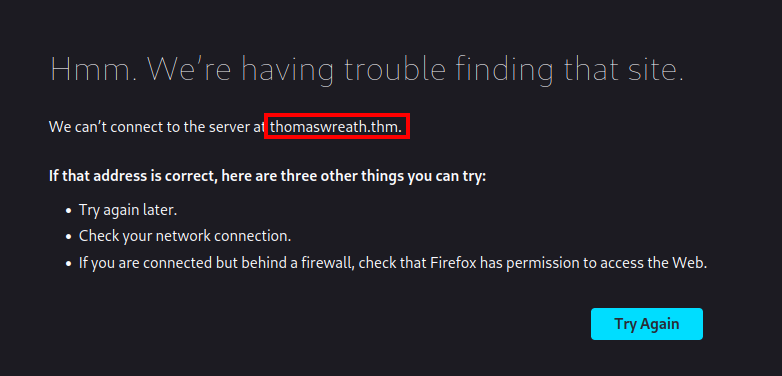 Hmm. We're having trouble finding that site.
We can't connect to the server at thomaswreath.thm.
If that address is correct, here are three other things you can try:
• Try again later.
• Check your network connection.
• If you are connected but behind a firewall, check that Firefox has permission to access the Web.
Try Again